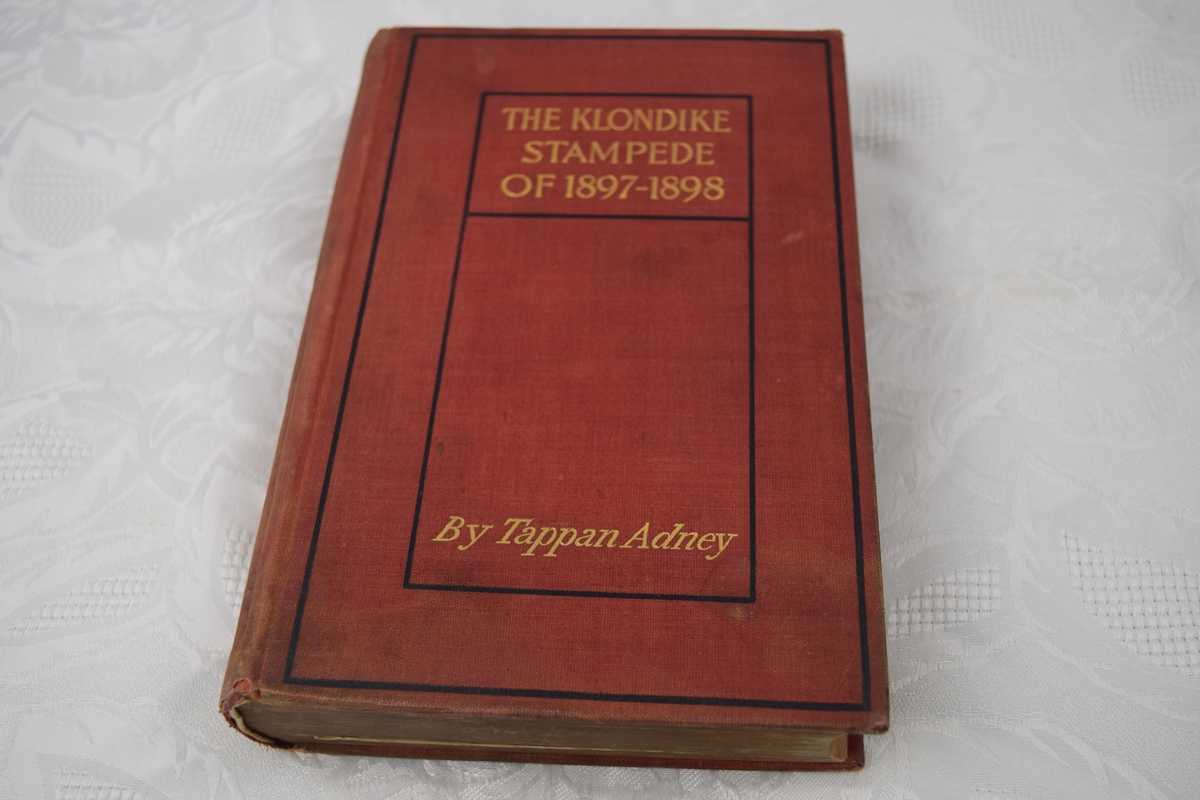 THE KLONDIKE
STAMPEDE
OF 1897-1898
By Tappan Adney